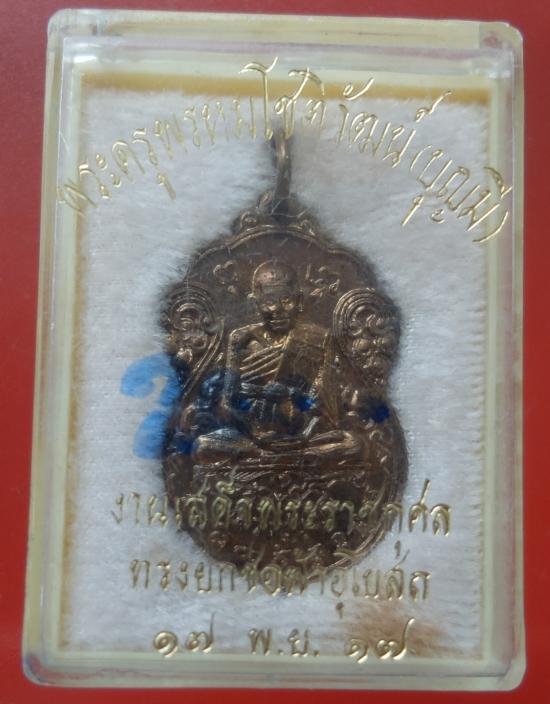 พระครูพรหมโชติวัฒน์ (บุญมี)
งานเสด็จพระราชกุศล
ทรงยกช่อฟ้าอุโบสถ
๑๗ พ.ย. ๑๗